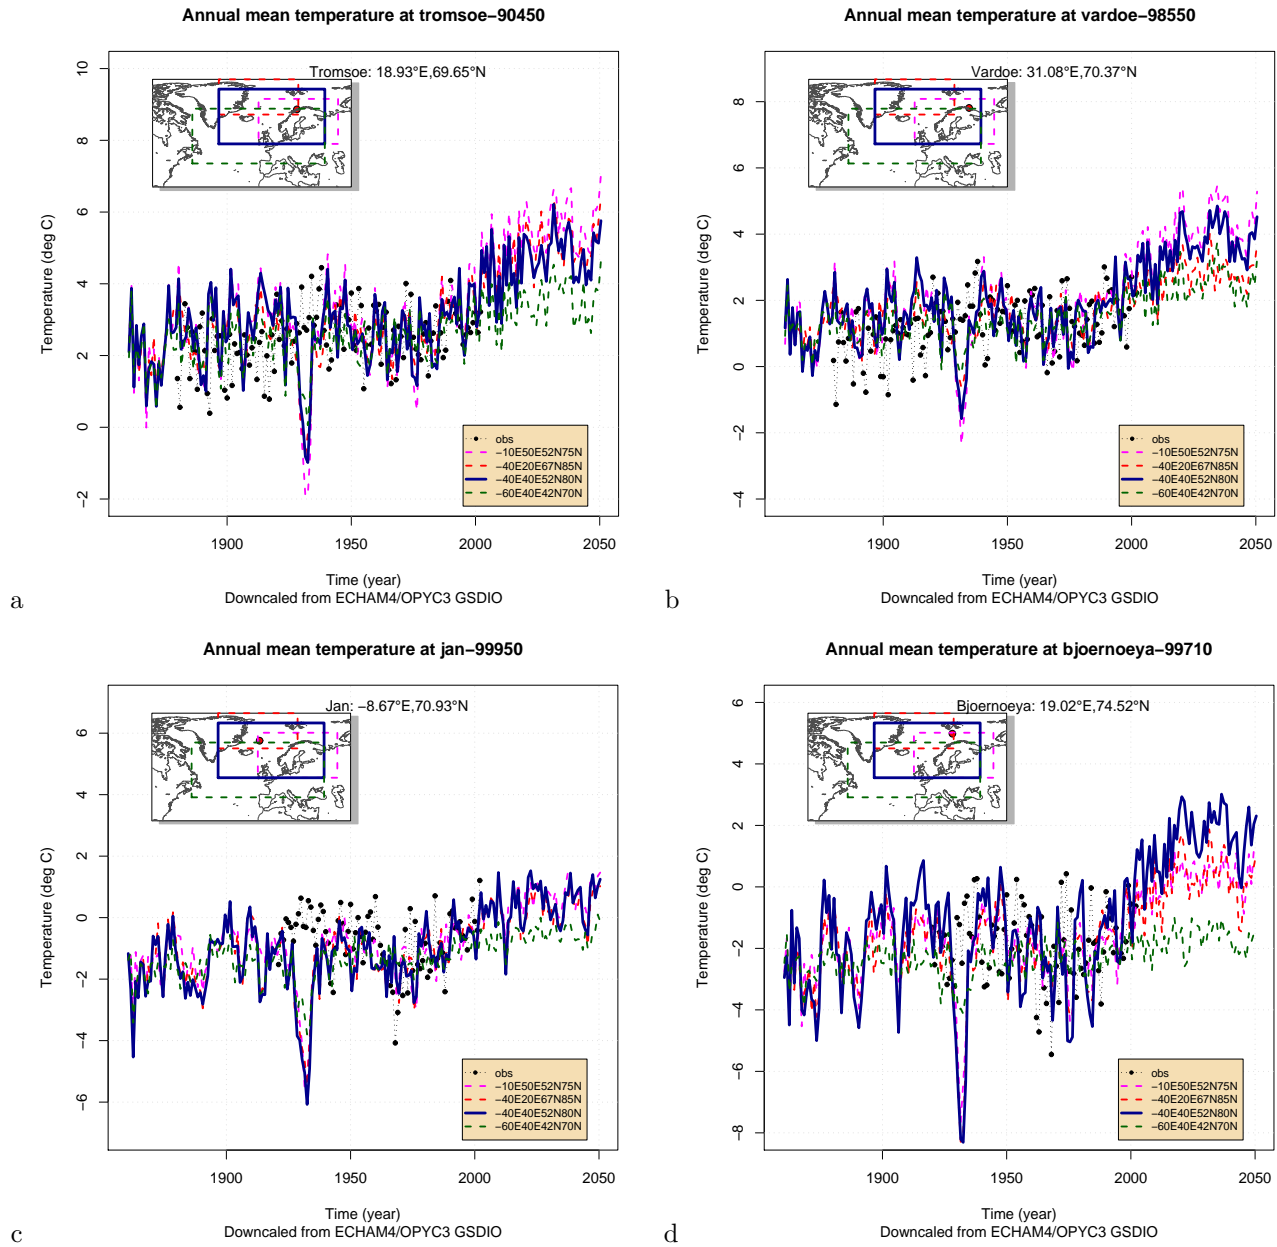 Annual mean temperature at tromsoe−90450
Tromsoe: 18.93°E,69.65°N
Temperature (deg C)
10
8
6
4
2
0
−2
obs
−10E50E52N75N
−40E20E67N85N
−40E40E52N80N
−60E40E42N70N
1900 1950 2000 2050
Time (year)
Downcaled from ECHAM4/OPYC3 GSDIO
a
Annual mean temperature at vardoe−98550
Vardoe: 31.08°E,70.37°N
Temperature (deg C)
8
6
4
2
0
−2
−4
obs
−10E50E52N75N
−40E20E67N85N
−40E40E52N80N
−60E40E42N70N
1900 1950 2000 2050
Time (year)
Downcaled from ECHAM4/OPYC3 GSDIO
b
Annual mean temperature at jan−99950
Jan: −8.67°E,70.93°N
Temperature (deg C)
6
4
2
0
−2
−4
−6
obs
−10E50E52N75N
−40E20E67N85N
−40E40E52N80N
−60E40E42N70N
1900 1950 2000 2050
Time (year)
Downcaled from ECHAM4/OPYC3 GSDIO
c
Annual mean temperature at bjoernoeya−99710
Bjoernoeya: 19.02°E,74.52°N
Temperature (deg C)
6
4
2
0
−2
−4
−6
−8
obs
−10E50E52N75N
−40E20E67N85N
−40E40E52N80N
−60E40E42N70N
1900 1950 2000 2050
Time (year)
Downcaled from ECHAM4/OPYC3 GSDIO
d